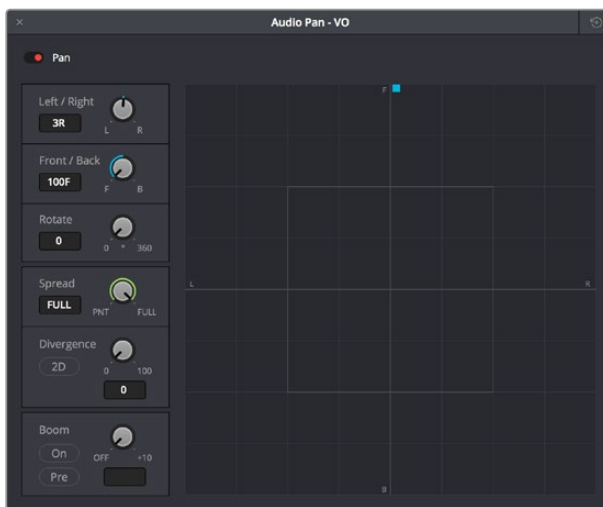 Audio Pan - VO
Pan
Left / Right
3R
L R
Front / Back
100F
F B
Rotate
0
0 ° 360
Spread
FULL
PNT FULL
Divergence
2D
0 100
0
Boom
On
OFF +10
Pre
F
L R
B